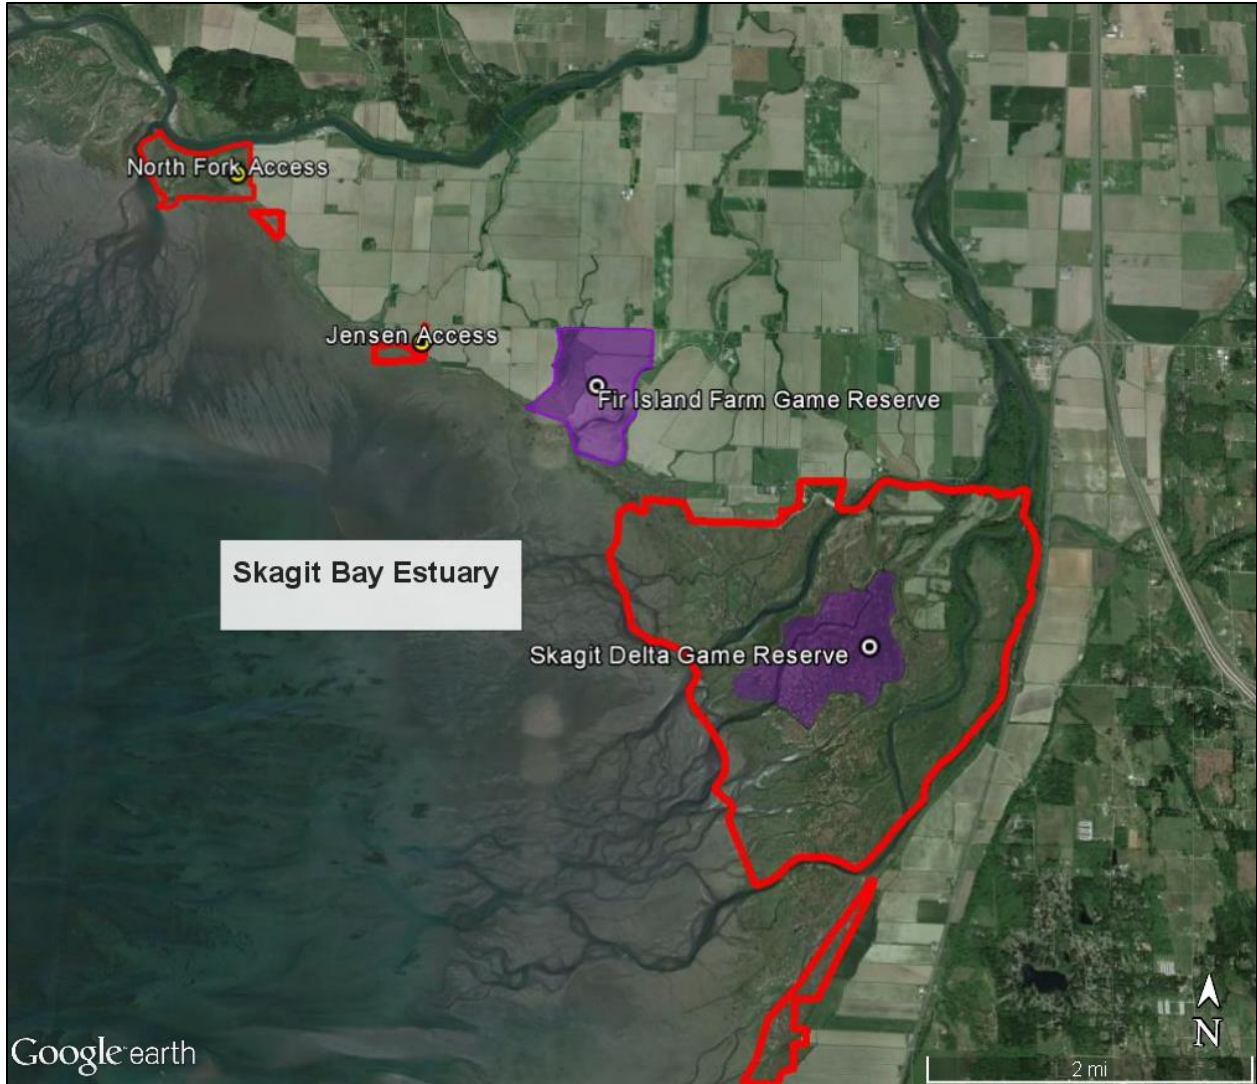 North Fork Access
Jensen Access
Fir Island Farm Game Reserve
Skagit Bay Estuary
Skagit Delta Game Reserve
N
Google earth
2 mi